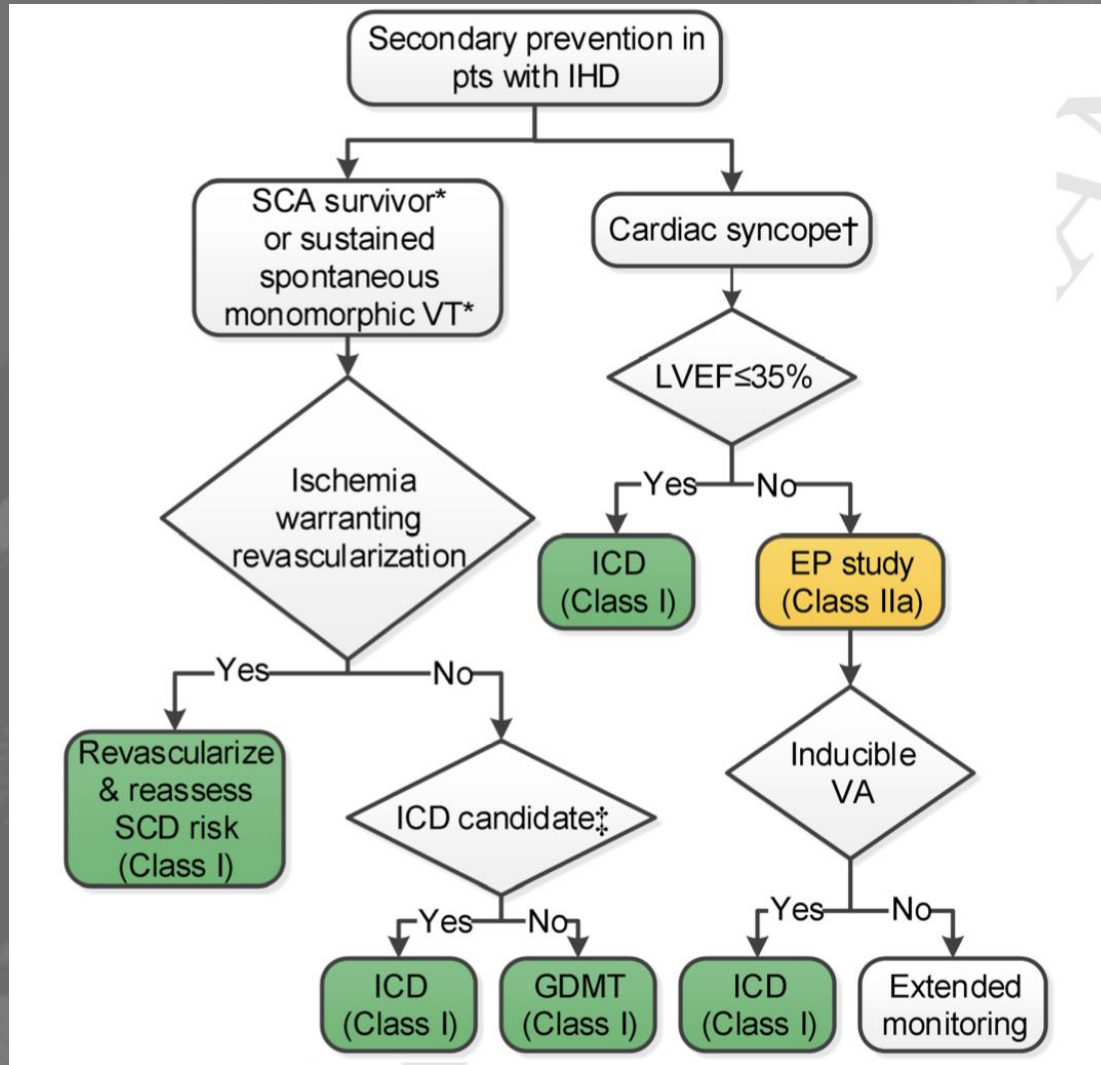 Secondary prevention in
pts with IHD
SCA survivor*
or sustained
spontaneous
monomorphic VT*
Cardiac syncope†
LVEF≤35%
Ischemia
warranting
revascularization
Yes
No
ICD
(Class I)
EP study
(Class IIa)
Yes
No
Revascularize
& reassess
SCD risk
(Class I)
ICD candidate‡
Inducible
VA
Yes
No
Yes
No
ICD
(Class I)
GDMT
(Class I)
ICD
(Class I)
Extended
monitoring